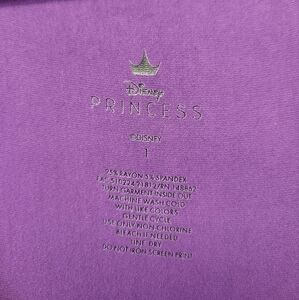 Disney
PRINCESS
©DISNEY
1
95% RAYON 5% SPANDEX
TURN GARMENT INSIDE OUT
MACHINE WASH COLD
WITH LIKE COLORS
GENTLE CYCLE
USE ONLY NON-CHLORINE
BLEACH IF NEEDED
LINE DRY
DO NOT IRON SCREEN PRINT